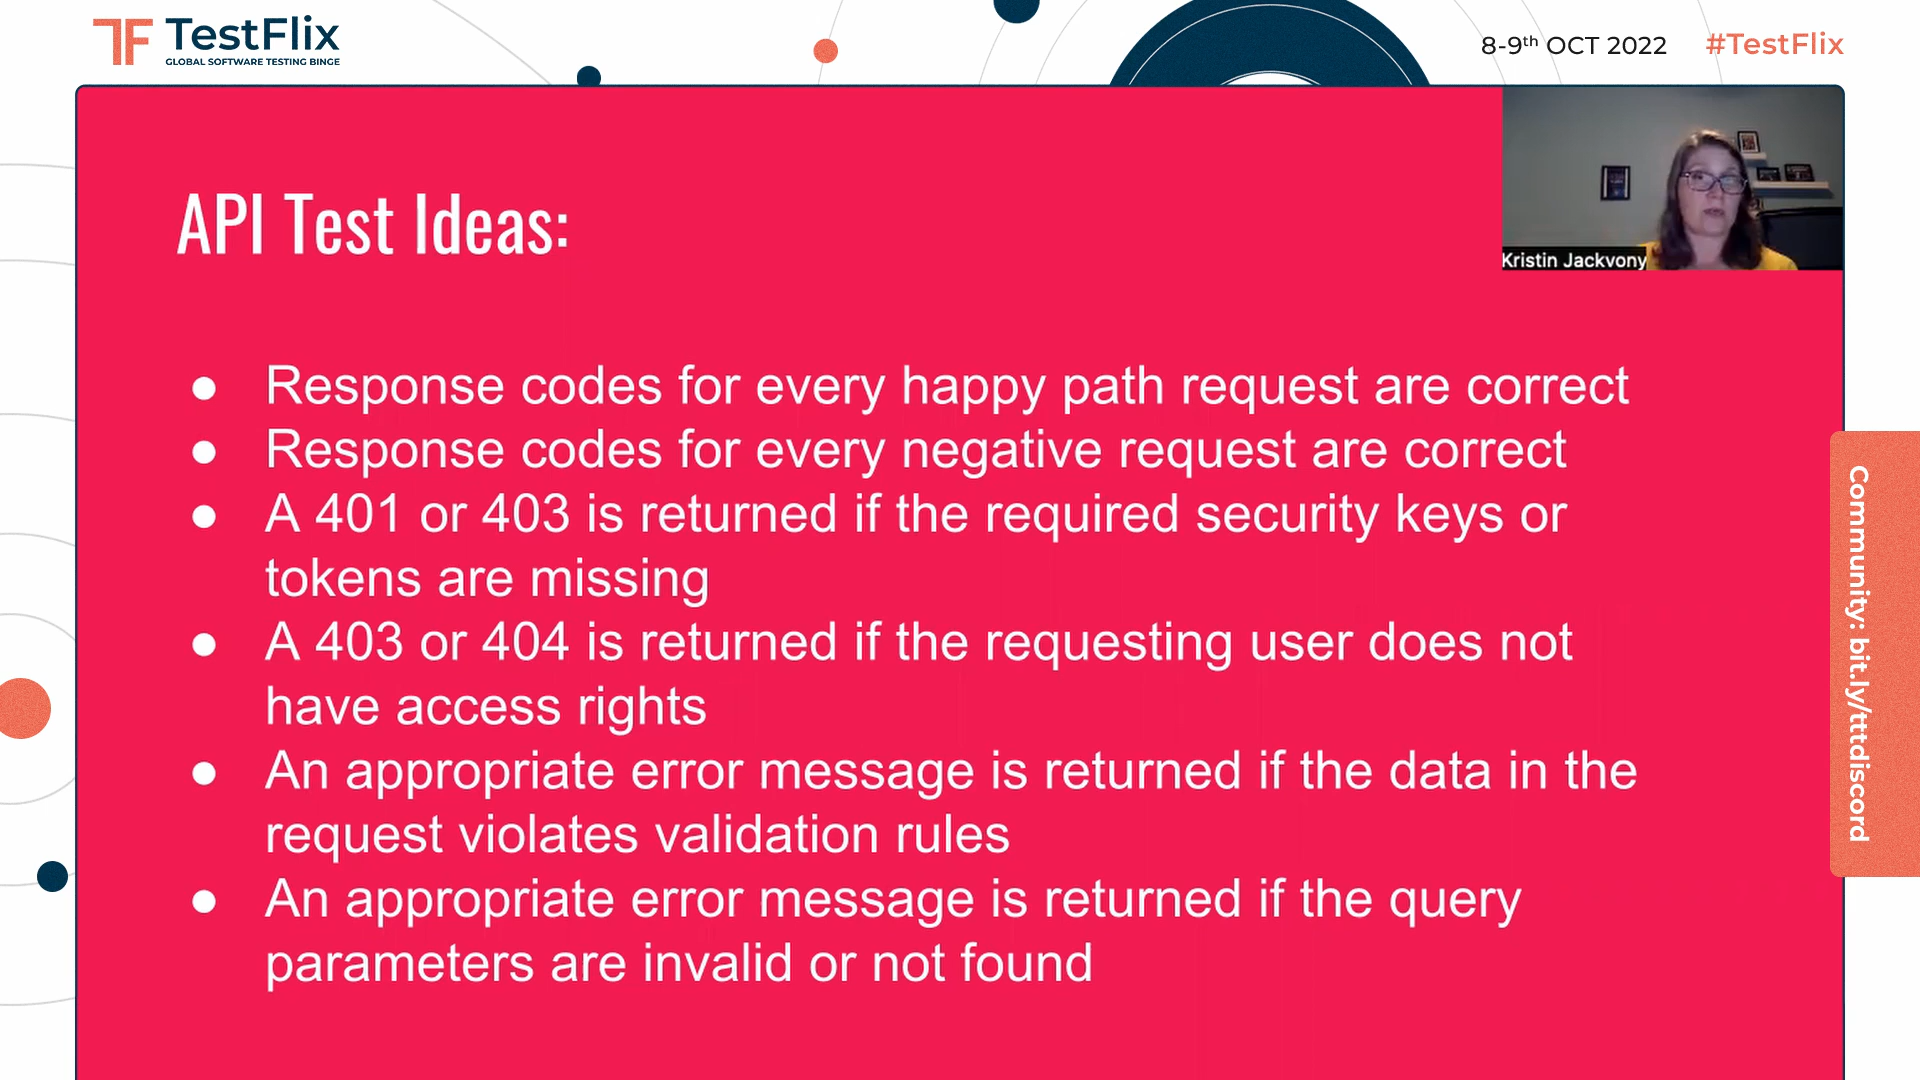 TF TestFlix
GLOBAL SOFTWARE TESTING BINGE
8-9th OCT 2022 #TestFlix
Kristin Jackvony
API Test Ideas:
● Response codes for every happy path request are correct
● Response codes for every negative request are correct
● A 401 or 403 is returned if the required security keys or
tokens are missing
● A 403 or 404 is returned if the requesting user does not
have access rights
● An appropriate error message is returned if the data in the
request violates validation rules
● An appropriate error message is returned if the query
parameters are invalid or not found
Community: bit.ly/tttdiscord